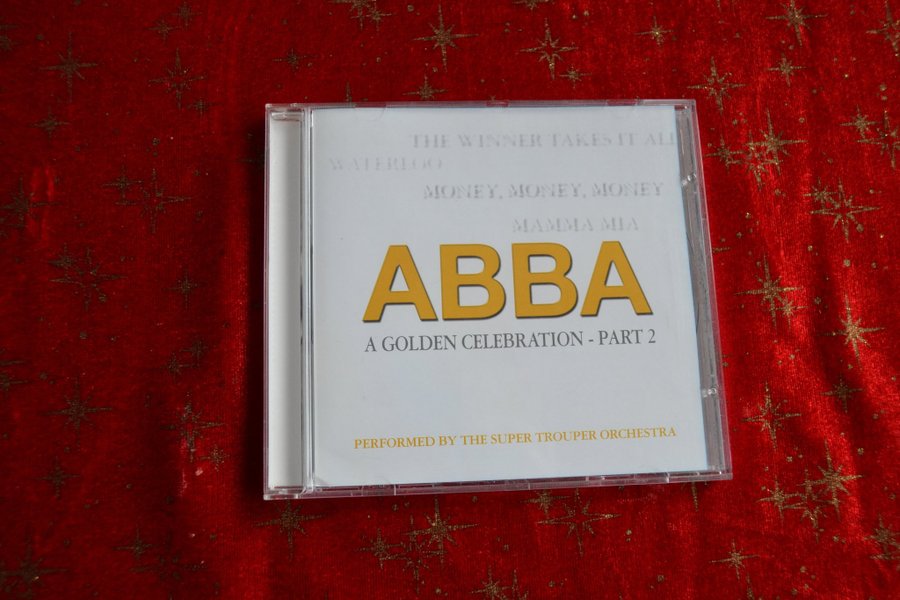 THE WINNER TAKES IT ALL
WATERLOO
MONEY, MONEY, MONEY
MAMMA MIA
ABBA
A GOLDEN CELEBRATION - PART 2
PERFORMED BY THE SUPER TROUPER ORCHESTRA